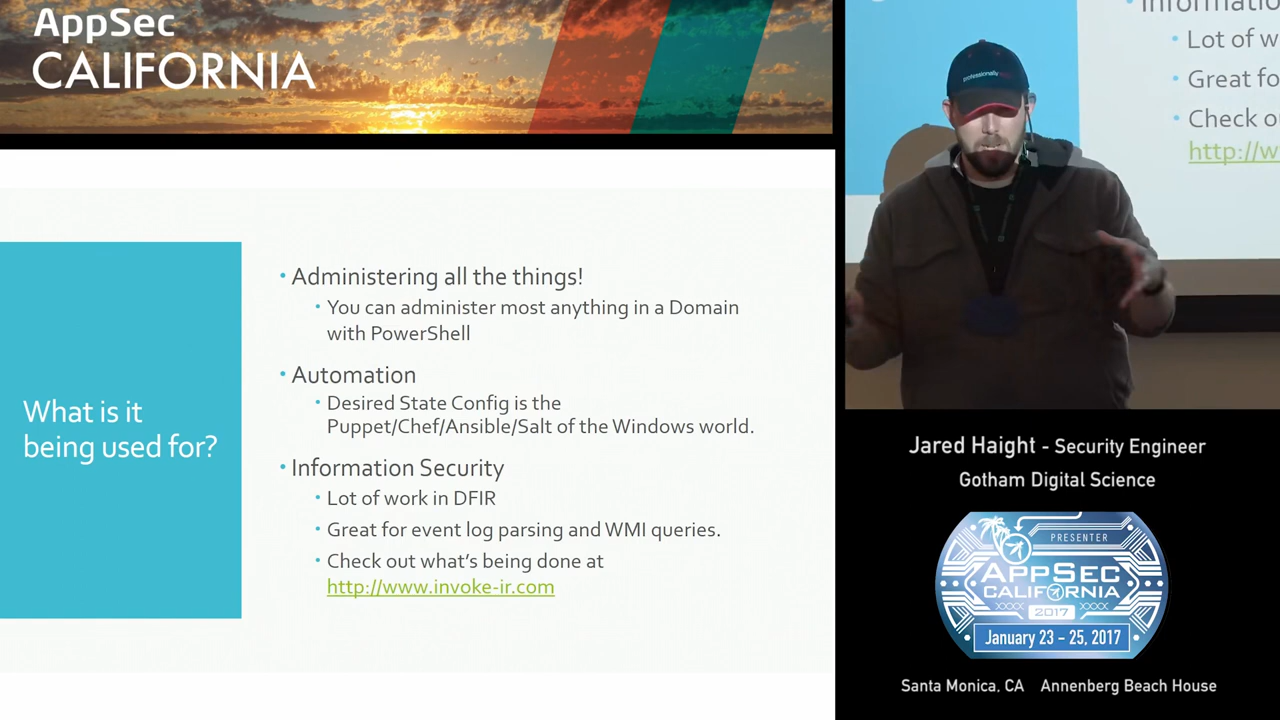 AppSec
CALIFORNIA
What is it
being used for?
• Administering all the things!
• You can administer most anything in a Domain
with PowerShell
• Automation
• Desired State Config is the
Puppet/Chef/Ansible/Salt of the Windows world.
• Information Security
• Lot of work in DFIR
• Great for event log parsing and WMI queries.
• Check out what's being done at
http://www.invoke-ir.com
• Informatio
• Lot of w
• Great fo
• Check ou
http://w
professionally
Jared Haight - Security Engineer
Gotham Digital Science
PRESENTER
APPSEC
CALIFORNIA
2017
January 23 - 25, 2017
Santa Monica, CA Annenberg Beach House